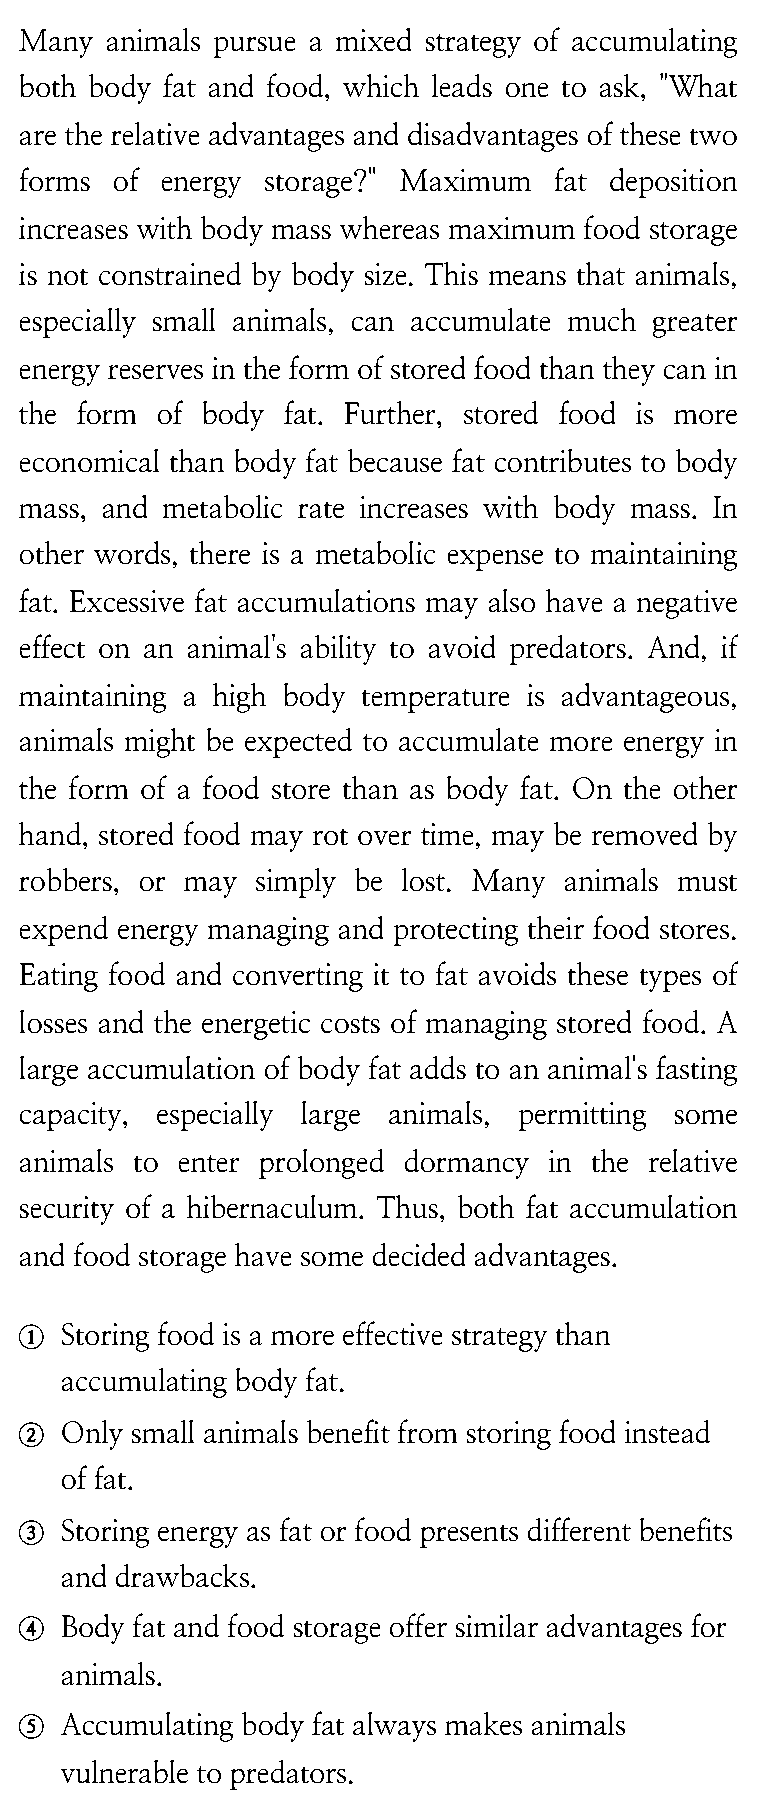 Many animals pursue a mixed strategy of accumulating
both body fat and food, which leads one to ask, "What
are the relative advantages and disadvantages of these two
forms of energy storage?" Maximum fat deposition
increases with body mass whereas maximum food storage
is not constrained by body size. This means that animals,
especially small animals, can accumulate much greater
energy reserves in the form of stored food than they can in
the form of body fat. Further, stored food is more
economical than body fat because fat contributes to body
mass, and metabolic rate increases with body mass. In
other words, there is a metabolic expense to maintaining
fat. Excessive fat accumulations may also have a negative
effect on an animal's ability to avoid predators. And, if
maintaining a high body temperature is advantageous,
animals might be expected to accumulate more energy in
the form of a food store than as body fat. On the other
hand, stored food may rot over time, may be removed by
robbers, or may simply be lost. Many animals must
expend energy managing and protecting their food stores.
Eating food and converting it to fat avoids these types of
losses and the energetic costs of managing stored food. A
large accumulation of body fat adds to an animal's fasting
capacity, especially large animals, permitting some
animals to enter prolonged dormancy in the relative
security of a hibernaculum. Thus, both fat accumulation
and food storage have some decided advantages.
① Storing food is a more effective strategy than
accumulating body fat.
② Only small animals benefit from storing food instead
of fat.
③ Storing energy as fat or food presents different benefits
and drawbacks.
④ Body fat and food storage offer similar advantages for
animals.
⑤ Accumulating body fat always makes animals
vulnerable to predators.